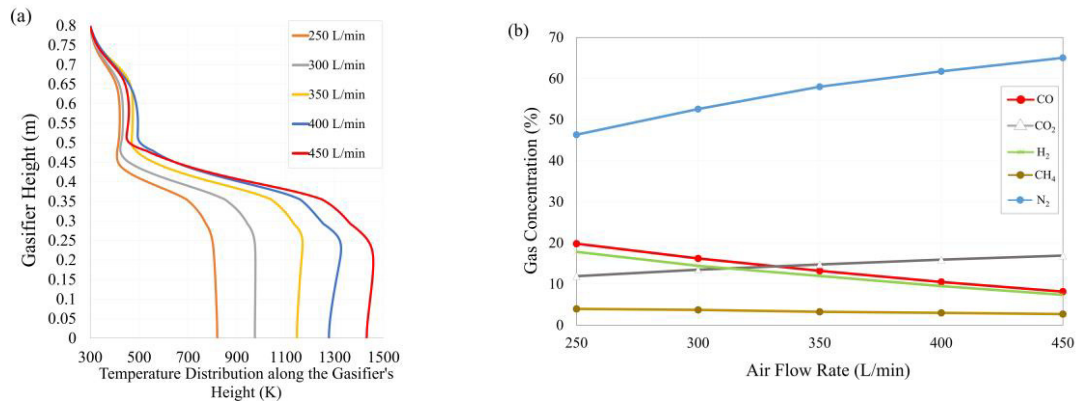 (a)
0.8
0.75
0.7
0.65
0.6
0.55
0.5
0.45
0.4
0.35
0.3
0.25
0.2
0.15
0.1
0.05
0
Gasifier Height (m)
250 L/min
300 L/min
350 L/min
400 L/min
450 L/min
300 500 700 900 1100 1300 1500
Temperature Distribution along the Gasifier's
Height (K)
(b)
70
60
50
40
30
20
10
0
Gas Concentration (%)
CO
CO₂
H₂
CH₄
N₂
250 300 350 400 450
Air Flow Rate (L/min)